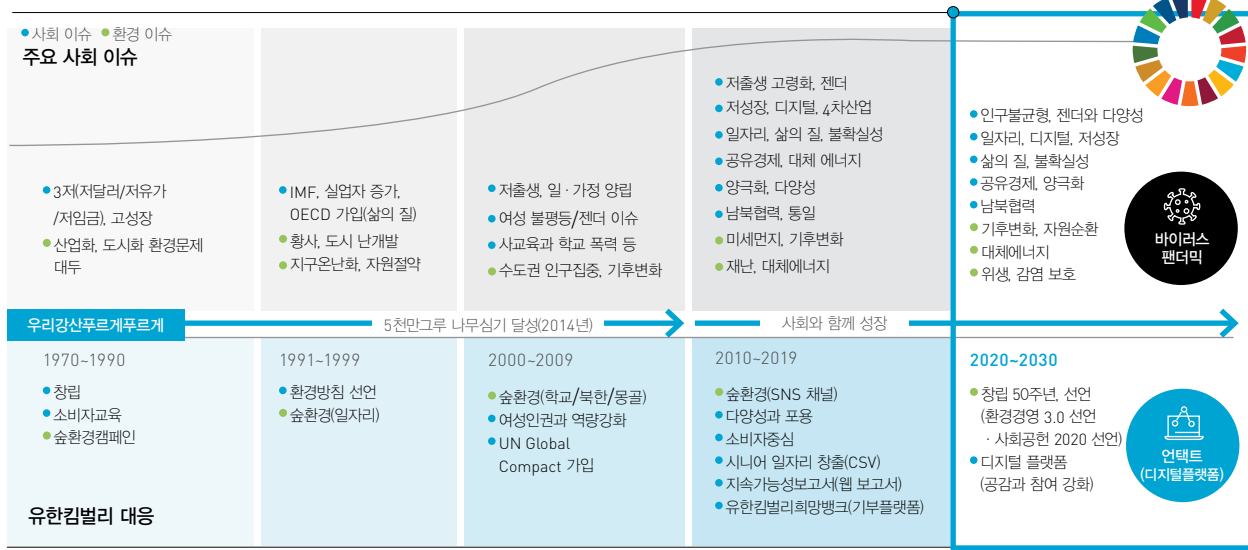 사회 이슈 환경 이슈
주요 사회 이슈
3저(저달러/저유가
/저임금), 고성장
산업화, 도시화 환경문제
대두
IMF, 실업자 증가,
OECD 가입(삶의 질)
황사, 도시 난개발
지구온난화, 자원절약
저출생, 일 · 가정 양립
여성 불평등/젠더 이슈
사교육과 학교 폭력 등
수도권 인구집중, 기후변화
저출생 고령화, 젠더
저성장, 디지털, 4차산업
일자리, 삶의 질, 불확실성
공유경제, 대체 에너지
양극화, 다양성
남북협력, 통일
미세먼지, 기후변화
재난, 대체에너지
인구불균형, 젠더와 다양성
일자리, 디지털, 저성장
삶의 질, 불확실성
공유경제, 양극화
남북협력
기후변화, 자원순환
대체에너지
위생, 감염 보호
바이러스
팬더믹
우리강산푸르게푸르게
5천만그루 나무심기 달성(2014년)
사회와 함께 성장
1970~1990
창립
소비자교육
숲환경캠페인
1991~1999
환경방침 선언
숲환경(일자리)
2000~2009
숲환경(학교/북한/몽골)
여성인권과 역량강화
UN Global
Compact 가입
2010~2019
숲환경(SNS 채널)
다양성과 포용
소비자중심
시니어 일자리 창출(CSV)
지속가능성보고서(웹 보고서)
유한킴벌리희망뱅크(기부플랫폼)
2020~2030
창립 50주년, 선언
(환경경영 3.0 선언
· 사회공헌 2020 선언)
디지털 플랫폼
(공감과 참여 강화)
언택트
(디지털플랫폼)
유한킴벌리 대응